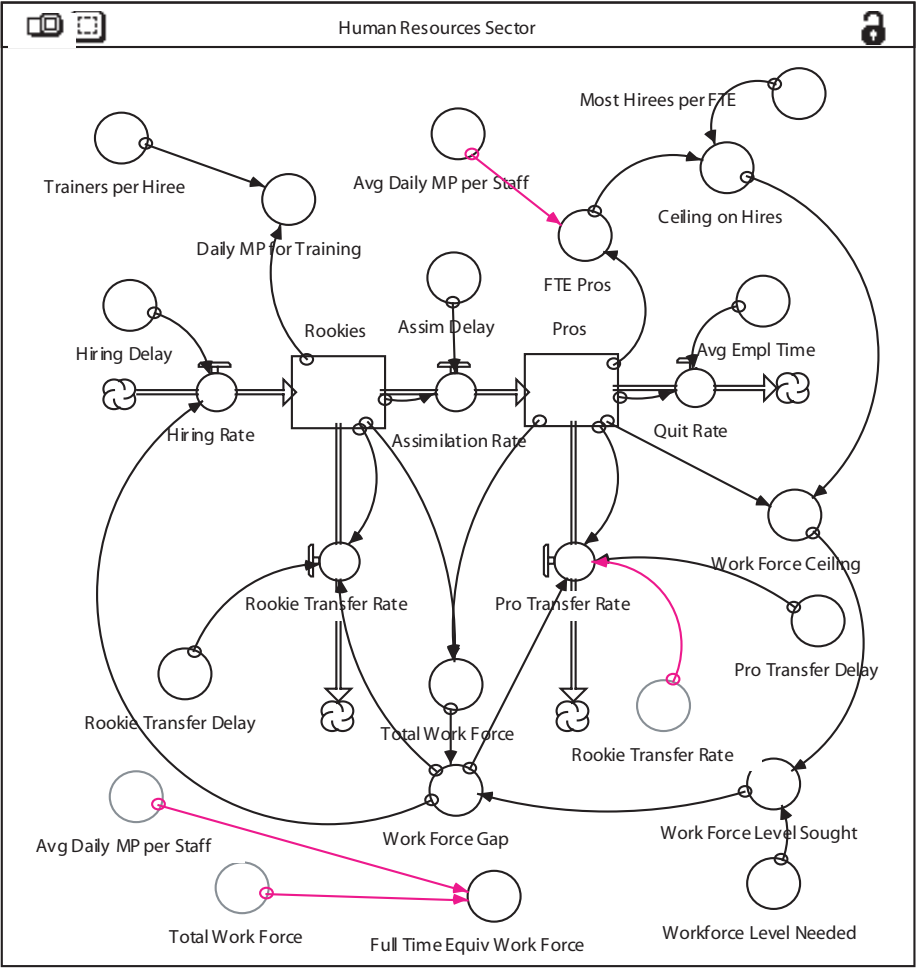 Human Resources Sector
Most Hirees per FTE
Trainers per Hiree
Avg Daily MP per Staff
Ceiling on Hires
Daily MP for Training
FTE Pros
Rookies
Assim Delay
Pros
Hiring Delay
Avg Empl Time
Hiring Rate
Assimilation Rate
Quit Rate
Work Force Ceiling
Rookie Transfer Rate
Pro Transfer Rate
Pro Transfer Delay
Rookie Transfer Delay
Total Work Force
Rookie Transfer Rate
Work Force Gap
Work Force Level Sought
Avg Daily MP per Staff
Total Work Force
Full Time Equiv Work Force
Workforce Level Needed